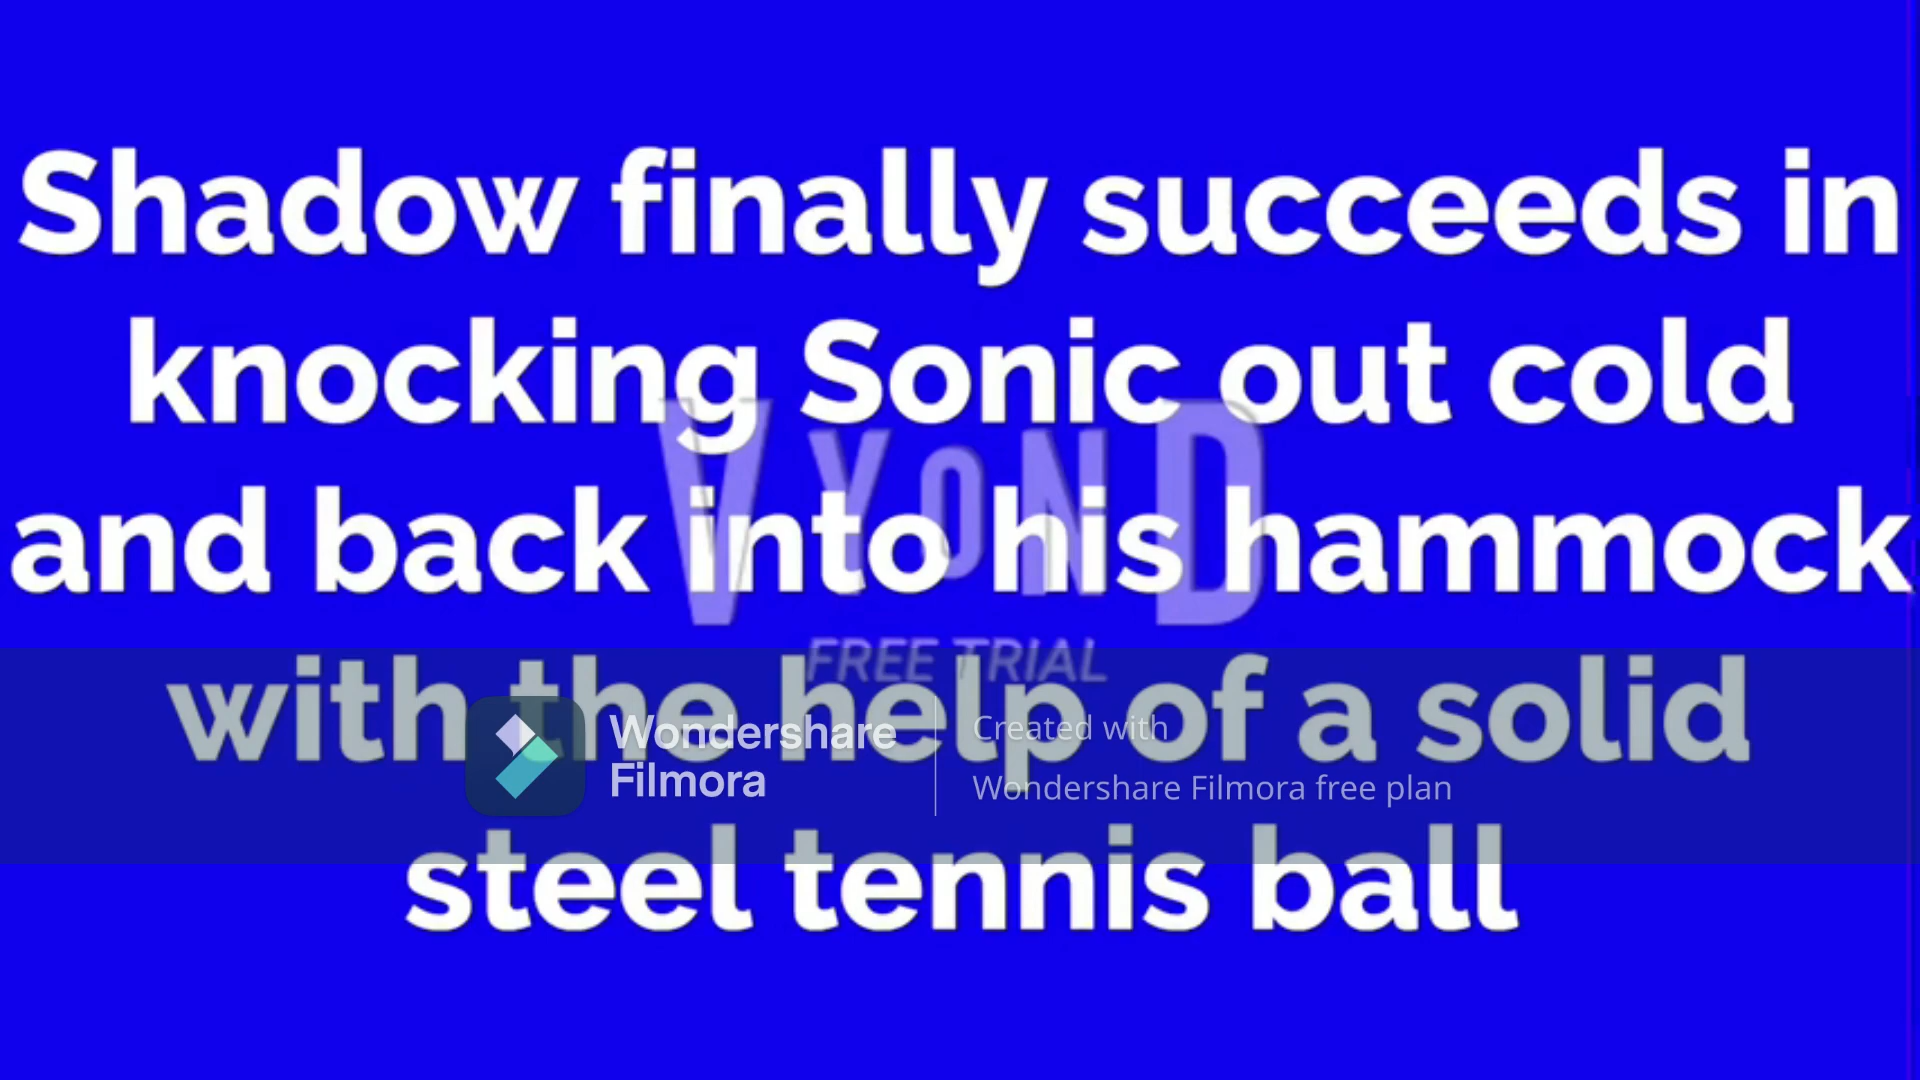 Shadow finally succeeds in
knocking Sonic out cold
and back into his hammock
with the help of a solid
steel tennis ball
VYOND
FREE TRIAL
Wondershare
Filmora
Created with
Wondershare Filmora free plan